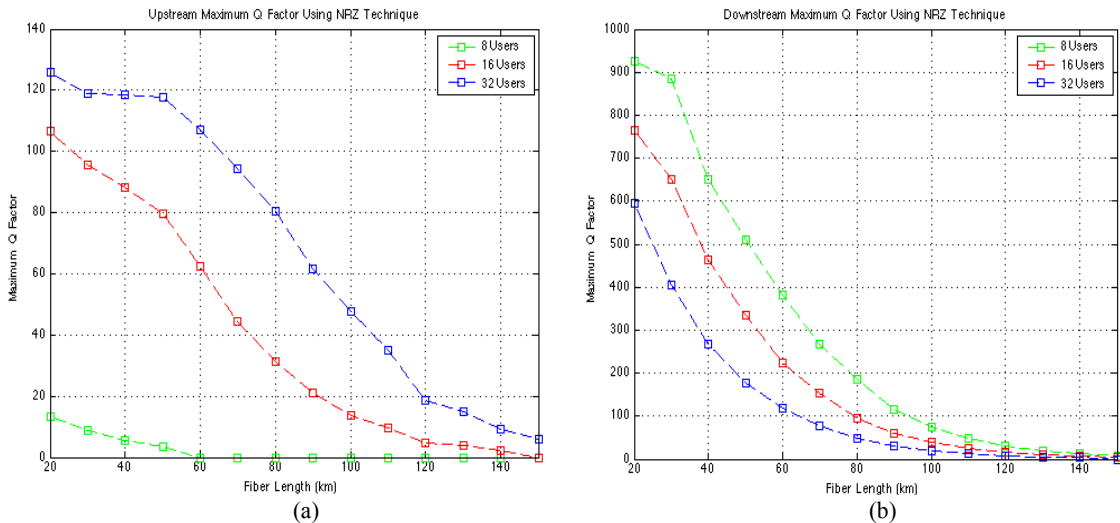 Upstream Maximum Q Factor Using NRZ Technique
140
120
100
80
60
40
20
0
20
40
60
80
100
120
140
Maximum Q Factor
Fiber Length (km)
8 Users
16 Users
32 Users
(a)
Downstream Maximum Q Factor Using NRZ Technique
1000
900
800
700
600
500
400
300
200
100
0
20
40
60
80
100
120
140
Maximum Q Factor
Fiber Length (km)
8 Users
16 Users
32 Users
(b)